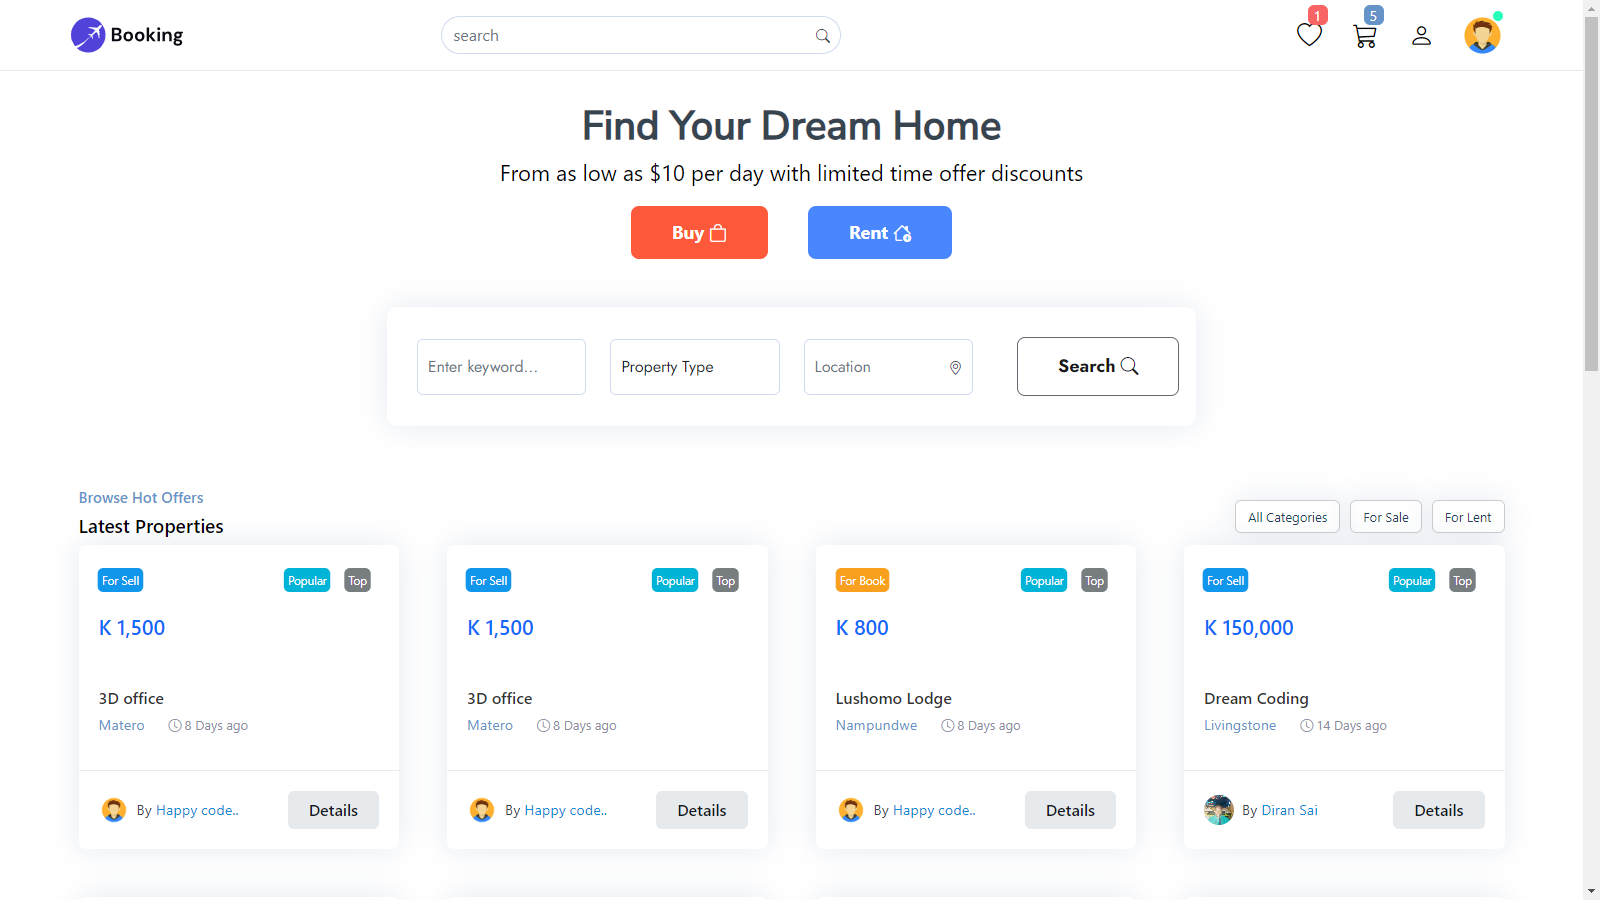 Booking
search
1
5
Find Your Dream Home
From as low as $10 per day with limited time offer discounts
Buy
Rent
Enter keyword...
Property Type
Location
Search
Browse Hot Offers
Latest Properties
All Categories
For Sale
For Lent
For Sell
Popular
Top
K 1,500
3D office
Matero
8 Days ago
By Happy code..
Details
For Sell
Popular
Top
K 1,500
3D office
Matero
8 Days ago
By Happy code..
Details
For Book
Popular
Top
K 800
Lushomo Lodge
Nampundwe
8 Days ago
By Happy code..
Details
For Sell
Popular
Top
K 150,000
Dream Coding
Livingstone
14 Days ago
By Diran Sai
Details